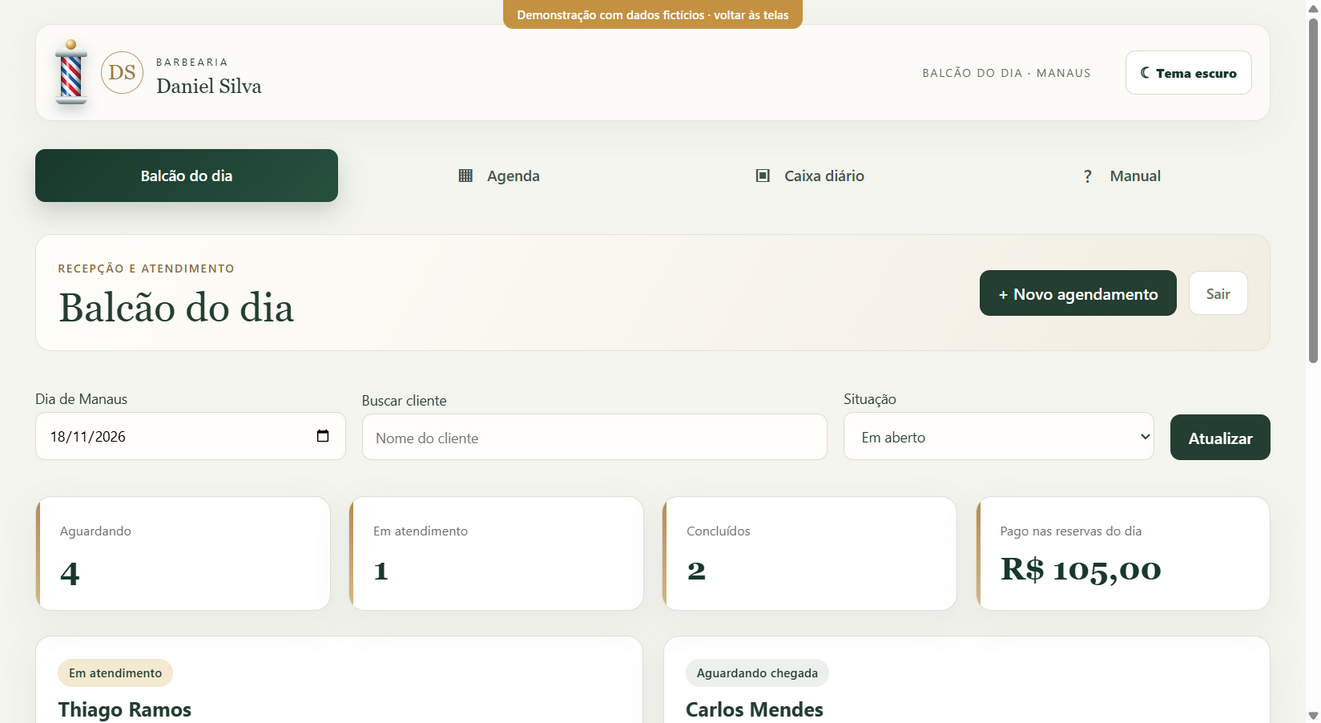 Demonstração com dados fictícios · voltar às telas
DS
BARBEARIA
Daniel Silva
BALCÃO DO DIA · MANAUS
☾ Tema escuro
Balcão do dia
▦ Agenda
▣ Caixa diário
? Manual
RECEPÇÃO E ATENDIMENTO
Balcão do dia
+ Novo agendamento
Sair
Dia de Manaus
18/11/2026
Buscar cliente
Nome do cliente
Situação
Em aberto
Atualizar
Aguardando
4
Em atendimento
1
Concluídos
2
Pago nas reservas do dia
R$ 105,00
Em atendimento
Thiago Ramos
Aguardando chegada
Carlos Mendes